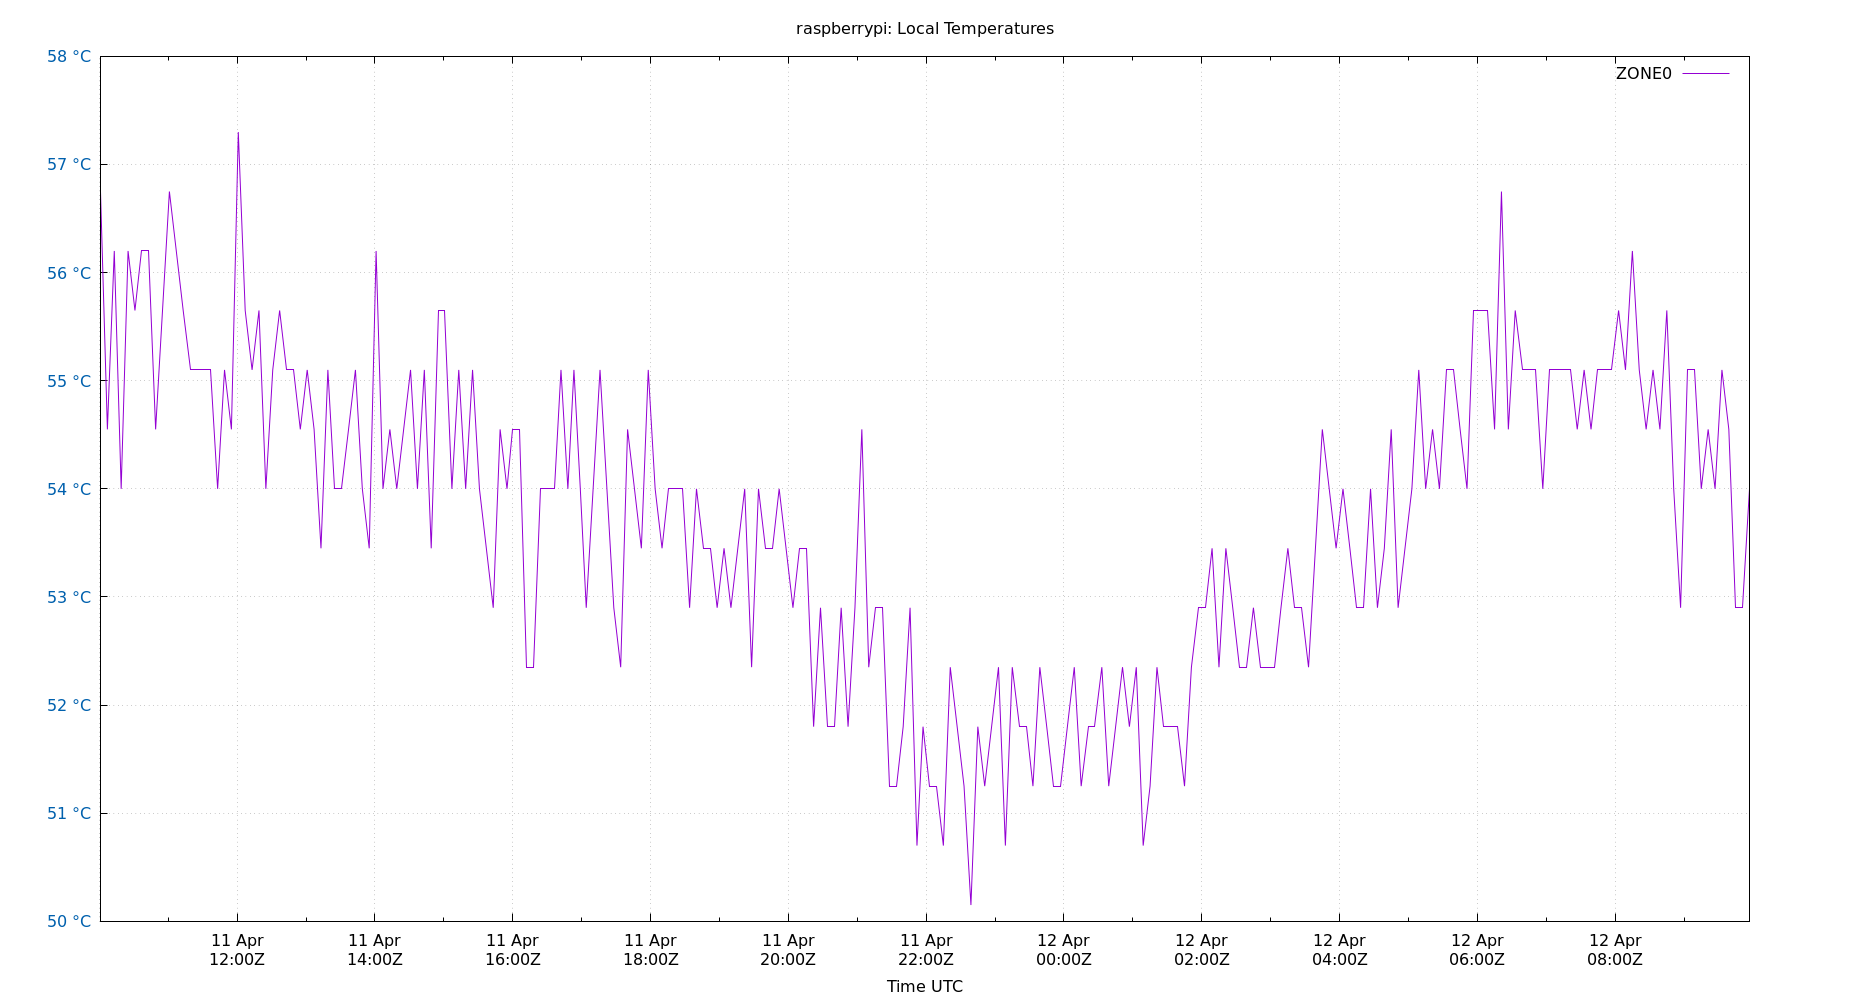 raspberrypi: Local Temperatures
58 °C
ZONE0
57 °C
56 °C
55 °C
54 °C
53 °C
52 °C
51 °C
50 °C
11 Apr 11 Apr 11 Apr 11 Apr 11 Apr 11 Apr 12 Apr 12 Apr 12 Apr 12 Apr 12 Apr
12:00Z 14:00Z 16:00Z 18:00Z 20:00Z 22:00Z 00:00Z 02:00Z 04:00Z 06:00Z 08:00Z
Time UTC